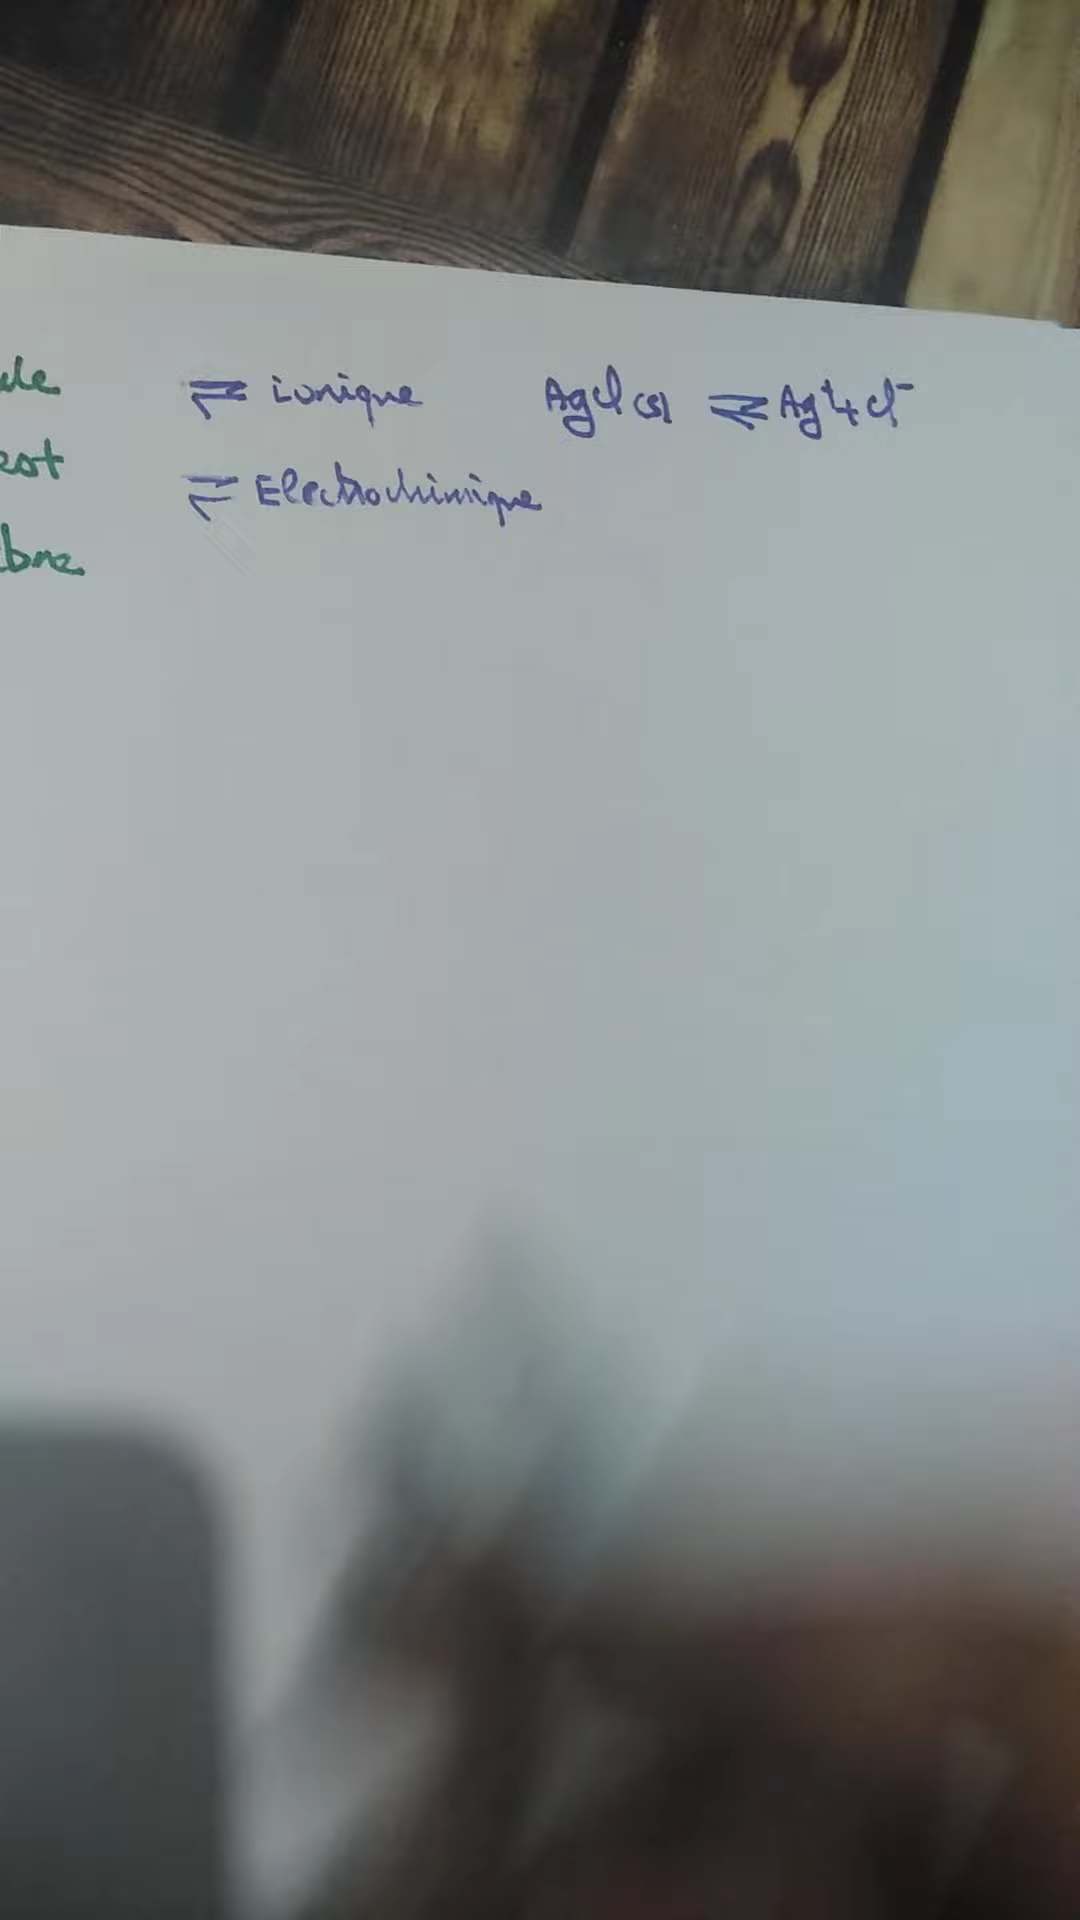 ⇌ ionique AgCl(s) ⇌ Ag⁺+Cl⁻
⇌ Electrochimique